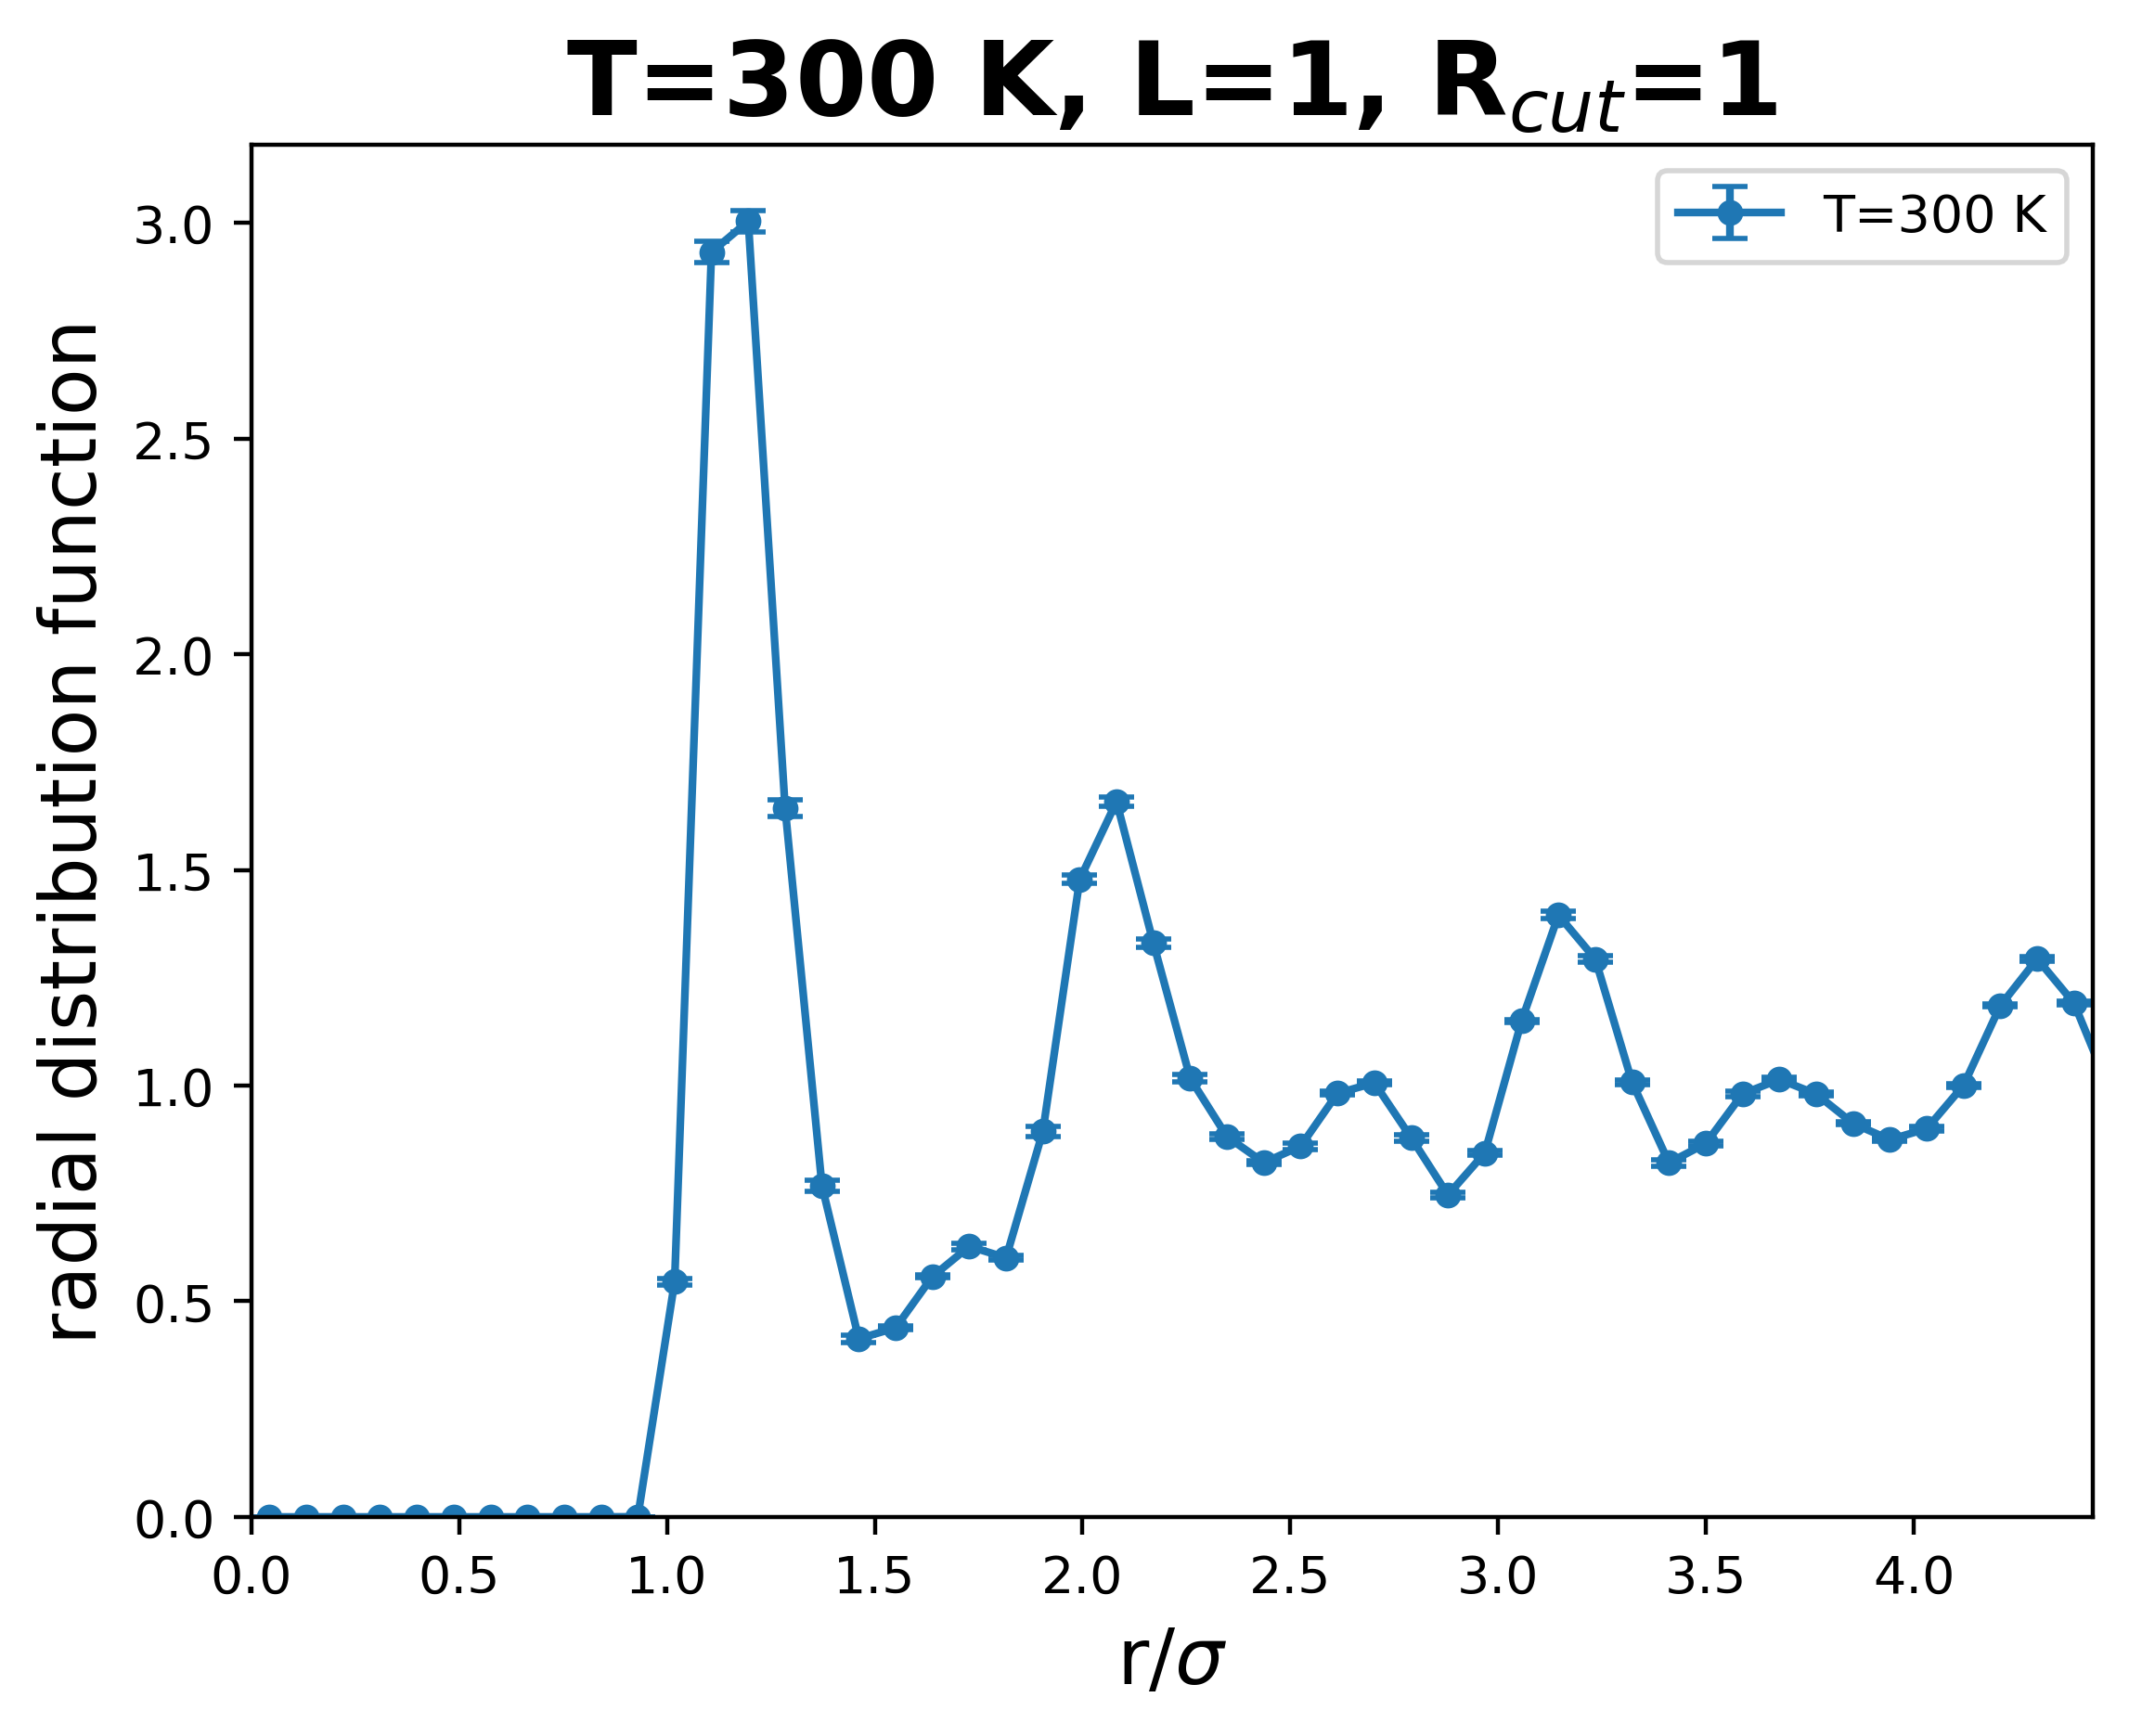 T=300 K, L=1, Rcut=1
T=300 K
radial distribution function
3.0
2.5
2.0
1.5
1.0
0.5
0.0
0.0 0.5 1.0 1.5 2.0 2.5 3.0 3.5 4.0
r/σ